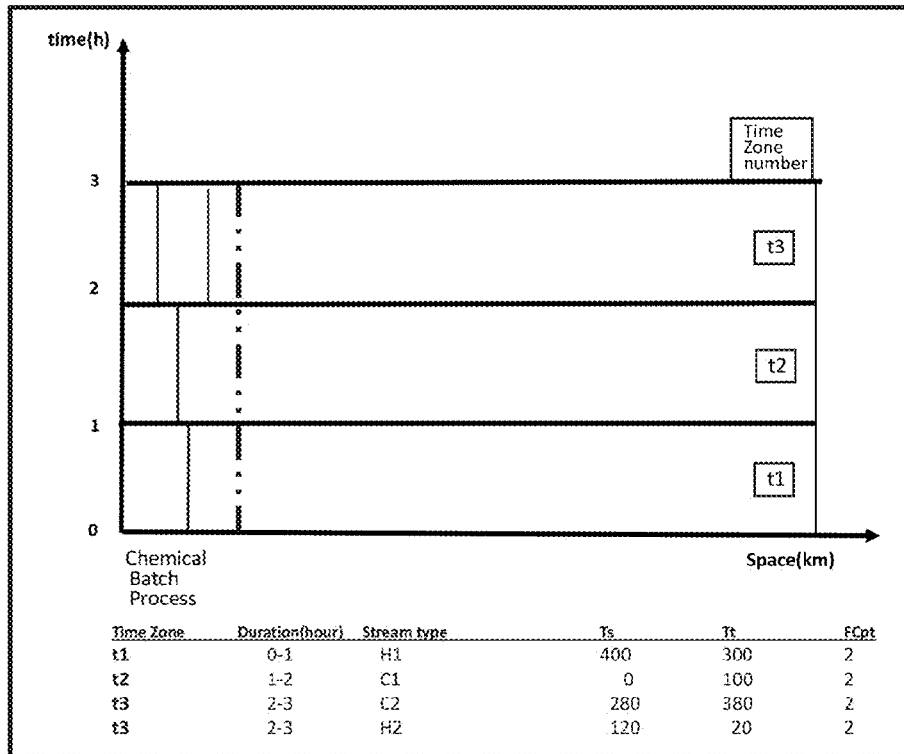 time(h)
Time
Zone
number
3
t3
2
t2
1
t1
0
Chemical
Batch
Process
Space(km)
Time Zone Duration(hour) Stream type Ts Tt FCpt
t1 0-1 H1 400 300 2
t2 1-2 C1 0 100 2
t3 2-3 C2 280 380 2
t3 2-3 H2 120 20 2